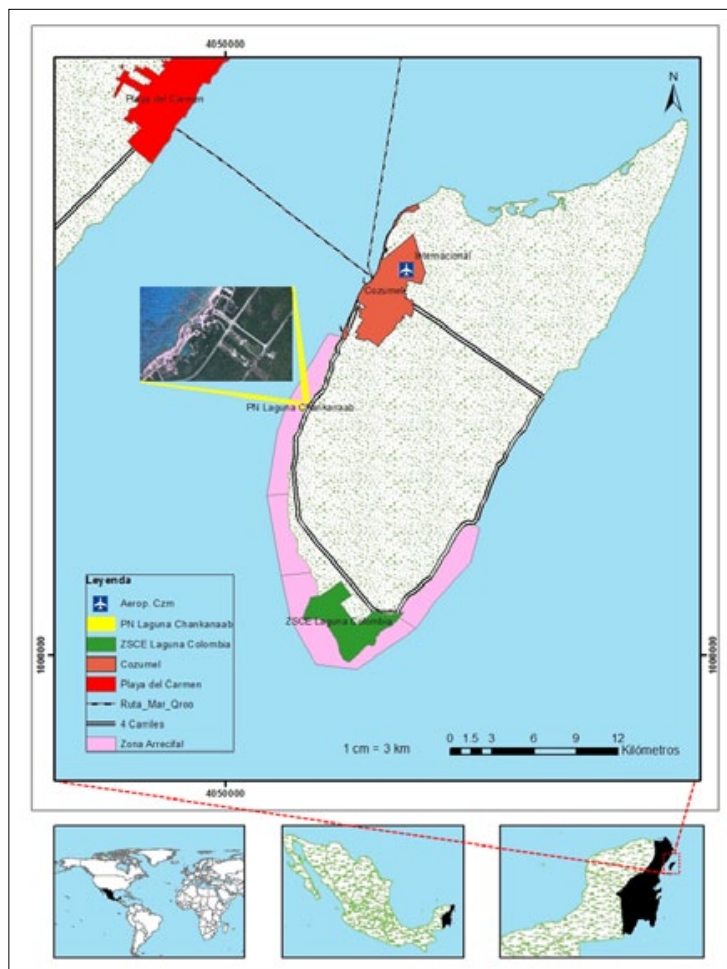 4050000
N
Playa del Carmen
Internacional
Cozumel
PN Laguna Chankanaab
Leyenda
Aerop. Czm
PN Laguna Chankanaab
ZSCE Laguna Colombia
Cozumel
Playa del Carmen
Ruta_Mar_Qroo
4 Carriles
Zona Arrecifal
ZSCE Laguna Colombia
1000000
1000000
1 cm = 3 km
0 1.5 3 6 9 12
Kilómetros
4050000